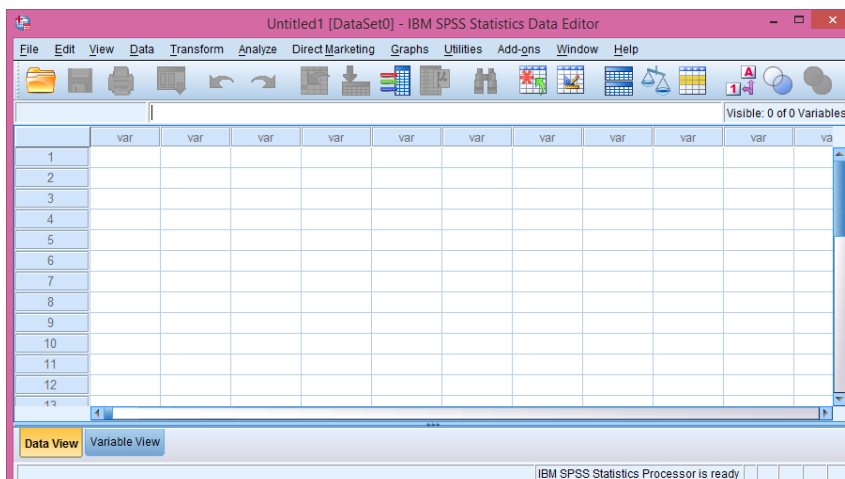 Untitled1 [DataSet0] - IBM SPSS Statistics Data Editor
File Edit View Data Transform Analyze Direct Marketing Graphs Utilities Add-ons Window Help
A
1
μ
Visible: 0 of 0 Variables
var var var var var var var var var var va
1
2
3
4
5
6
7
8
9
10
11
12
13
Data View Variable View
IBM SPSS Statistics Processor is ready